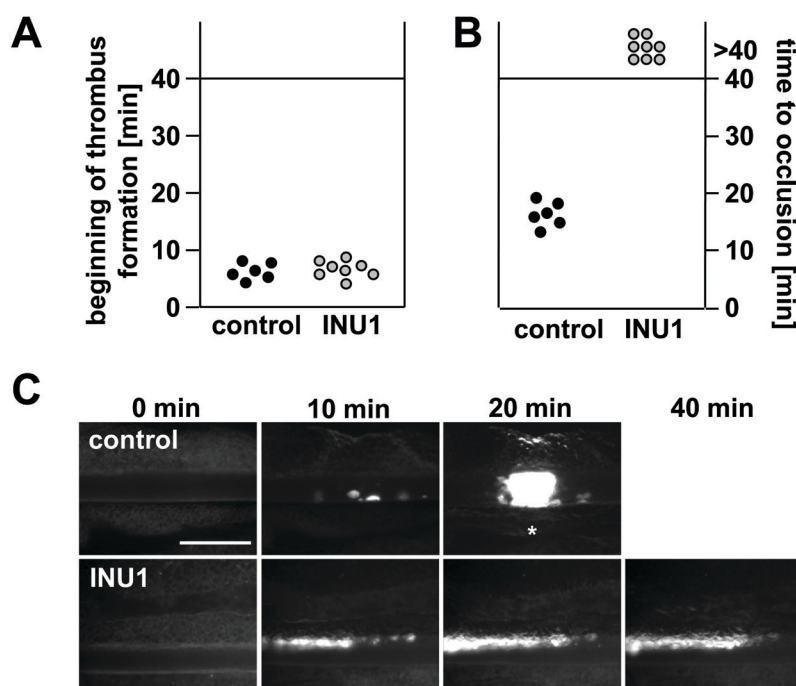 A
beginning of thrombus
formation [min]
40
30
20
10
0
control INU1
B
>40
40
30
20
10
0
time to occlusion [min]
control INU1
C
0 min 10 min 20 min 40 min
control
*
INU1